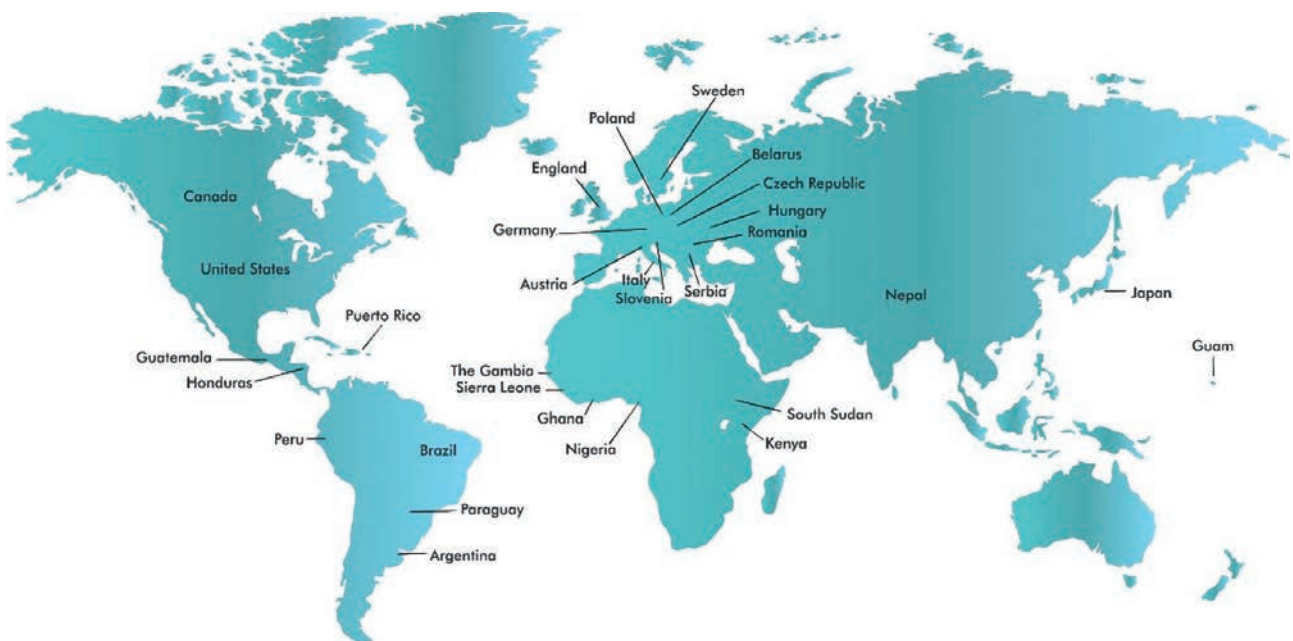 Sweden
Poland
Belarus
England
Czech Republic
Canada
Hungary
Germany
Romania
United States
Italy
Austria
Slovenia
Serbia
Nepal
Japan
Puerto Rico
Guam
Guatemala
The Gambia
Honduras
Sierra Leone
Ghana
South Sudan
Peru
Brazil
Nigeria
Kenya
Paraguay
Argentina